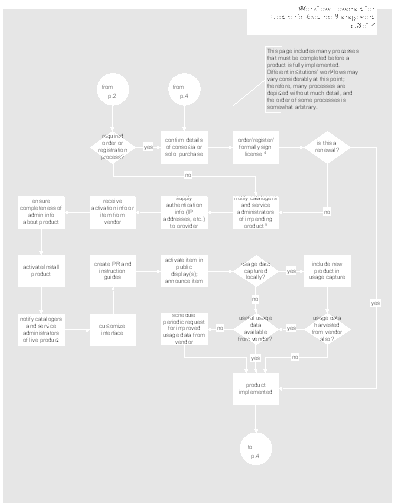 Workflow
Electronic Resource Management
p.3 of 4
This page includes many processes
that must be completed before a
product is fully implemented.
Different institutions' workflows may
vary considerably at this point;
therefore, many processes are
depicted without much detail, and
the order of some processes is
somewhat arbitrary.
from
p.2
from
p.4
required
order or
registration
process?
yes
confirm details
of consortia or
solo purchase
order/register/
formally sign
license
Is this a
renewal?
no
ensure
completeness of
admin info
about product
receive
activation info or
item from
vendor
supply
authentication
info (IP
addresses, etc.)
to provider
notify catalogers
and service
administrators
of impending
product
no
activate/install
product
create PR and
instruction
guides
activate item in
public
display(s);
announce item
usage data
captured
locally?
yes
include new
product in
usage capture
no
yes
notify catalogers
and service
administrators
of live product
customize
interface
schedule
periodic request
for improved
usage data from
vendor
no
useful usage
data
available
from vendor?
yes
usage data
harvested
from vendor
also?
yes
no
product
implemented
to
p.4